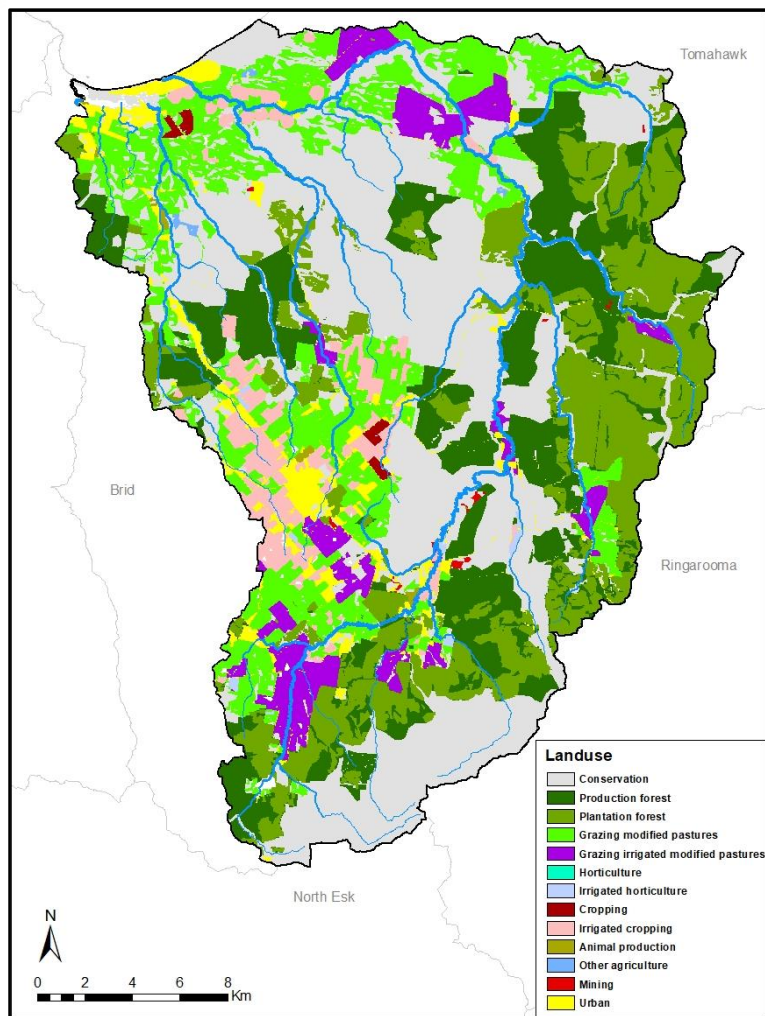 Tomahawk
Brid
Ringarooma
North Esk
N
0 2 4 6 8
Km
Landuse
Conservation
Production forest
Plantation forest
Grazing modified pastures
Grazing irrigated modified pastures
Horticulture
Irrigated horticulture
Cropping
Irrigated cropping
Animal production
Other agriculture
Mining
Urban